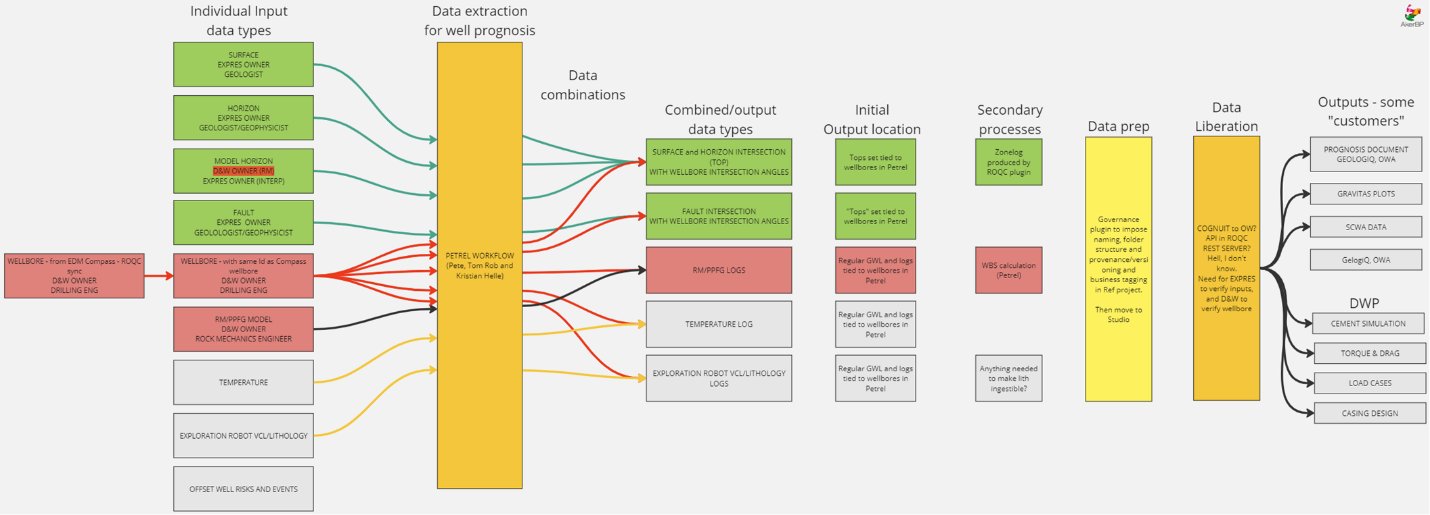 Individual Input
data types
SURFACE
EXPRES OWNER
GEOLOGIST
HORIZON
EXPRES OWNER
GEOLOGIST/GEOPHYSICIST
MODEL HORIZON
D&W OWNER (RM)
EXPRES OWNER (INTERP)
FAULT
EXPRES OWNER
GEOLOLOGIST/GEOPHYSICIST
WELLBORE - from EDM Compass - ROQC
sync
D&W OWNER
DRILLING ENG
WELLBORE - with same Id as Compass
wellbore
D&W OWNER
DRILLING ENG
RM/PPFG MODEL
D&W OWNER
ROCK MECHANICS ENGINEER
TEMPERATURE
EXPLORATION ROBOT VCL/LITHOLOGY
OFFSET WELL RISKS AND EVENTS
Data extraction
for well prognosis
PETREL WORKFLOW
(Pete, Tom Rob and
Kristian Helle)
Data
combinations
Combined/output
data types
SURFACE and HORIZON INTERSECTION
(TOP)
WITH WELLBORE INTERSECTION ANGLES
FAULT INTERSECTION
WITH WELLBORE INTERSECTION ANGLES
RM/PPFG LOGS
TEMPERATURE LOG
EXPLORATION ROBOT VCL/LITHOLOGY
LOGS
Initial
Output location
Tops set tied to
wellbores in Petrel
"Tops" set tied to
wellbores in Petrel
Regular GWL and logs
tied to wellbores in
Petrel
Regular GWL and logs
tied to wellbores in
Petrel
Regular GWL and logs
tied to wellbores in
Petrel
Secondary
processes
Zonelog
produced by
ROQC plugin
WBS calculation
(Petrel)
Anything needed
to make lith
ingestible?
Data prep
Governance
plugin to impose
naming, folder
structure and
provenance/versi
oning and
business tagging
in Ref project.
Then move to
Studio
Data
Liberation
COGNUIT to OW?
API in ROQC
REST SERVER?
Hell, I don't
know.
Need for EXPRES
to verify inputs,
and D&W to
verify wellbore
Outputs - some
"customers"
PROGNOSIS DOCUMENT
GEOLOGIQ, OWA
GRAVITAS PLOTS
SCWA DATA
GelogiQ, OWA
DWP
CEMENT SIMULATION
TORQUE & DRAG
LOAD CASES
CASING DESIGN
AkerBP